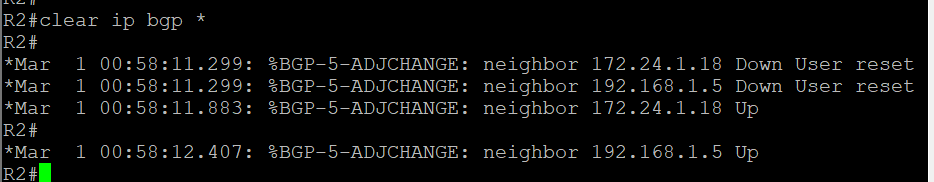 R2#
R2#clear ip bgp *
R2#
*Mar  1 00:58:11.299: %BGP-5-ADJCHANGE: neighbor 172.24.1.18 Down User reset
*Mar  1 00:58:11.299: %BGP-5-ADJCHANGE: neighbor 192.168.1.5 Down User reset
*Mar  1 00:58:11.883: %BGP-5-ADJCHANGE: neighbor 172.24.1.18 Up
R2#
*Mar  1 00:58:12.407: %BGP-5-ADJCHANGE: neighbor 192.168.1.5 Up
R2#